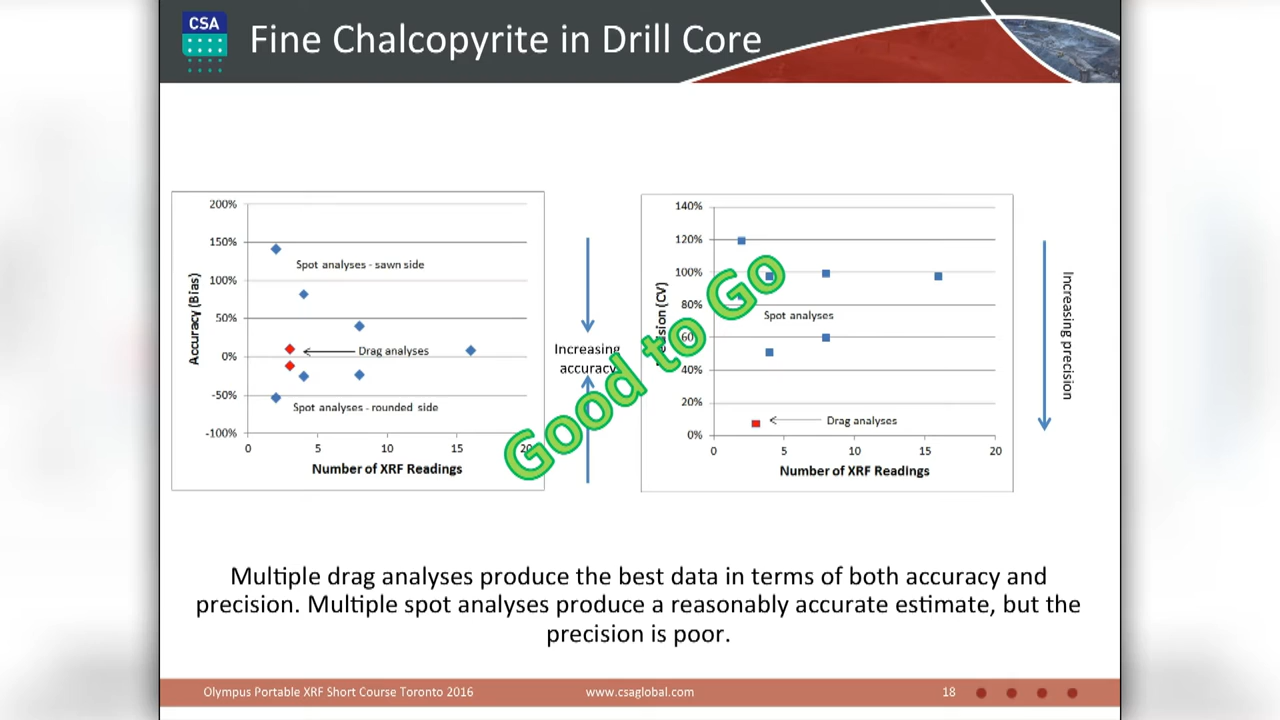 CSA
Fine Chalcopyrite in Drill Core
200%
150%
100%
50%
0%
-50%
-100%
Accuracy (Bias)
Spot analyses - sawn side
Drag analyses
Spot analyses - rounded side
0 5 10 15 20
Number of XRF Readings
Increasing
accuracy
140%
120%
100%
80%
60
40%
20%
0%
(CV)
Spot analyses
Drag analyses
0 5 10 15 20
Number of XRF Readings
Increasing precision
Good to Go
Multiple drag analyses produce the best data in terms of both accuracy and
precision. Multiple spot analyses produce a reasonably accurate estimate, but the
precision is poor.
Olympus Portable XRF Short Course Toronto 2016 www.csaglobal.com 18